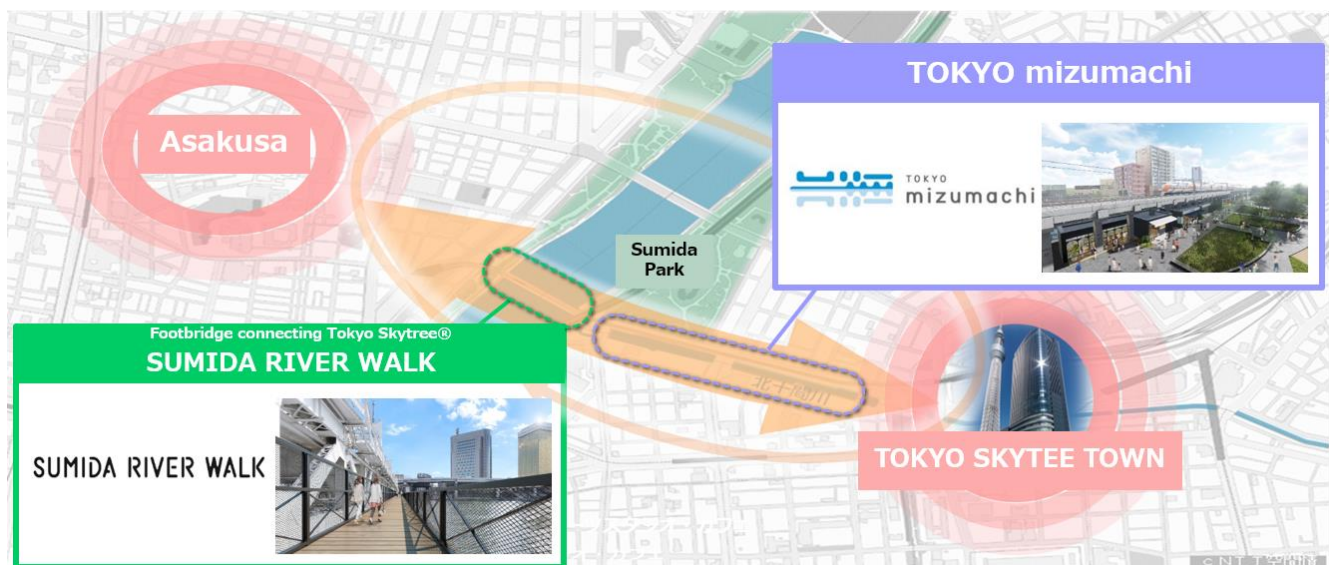 Asakusa
TOKYO mizumachi
TOKYO
mizumachi
Sumida
Park
Footbridge connecting Tokyo Skytree®
SUMIDA RIVER WALK
SUMIDA RIVER WALK
TOKYO SKYTEE TOWN